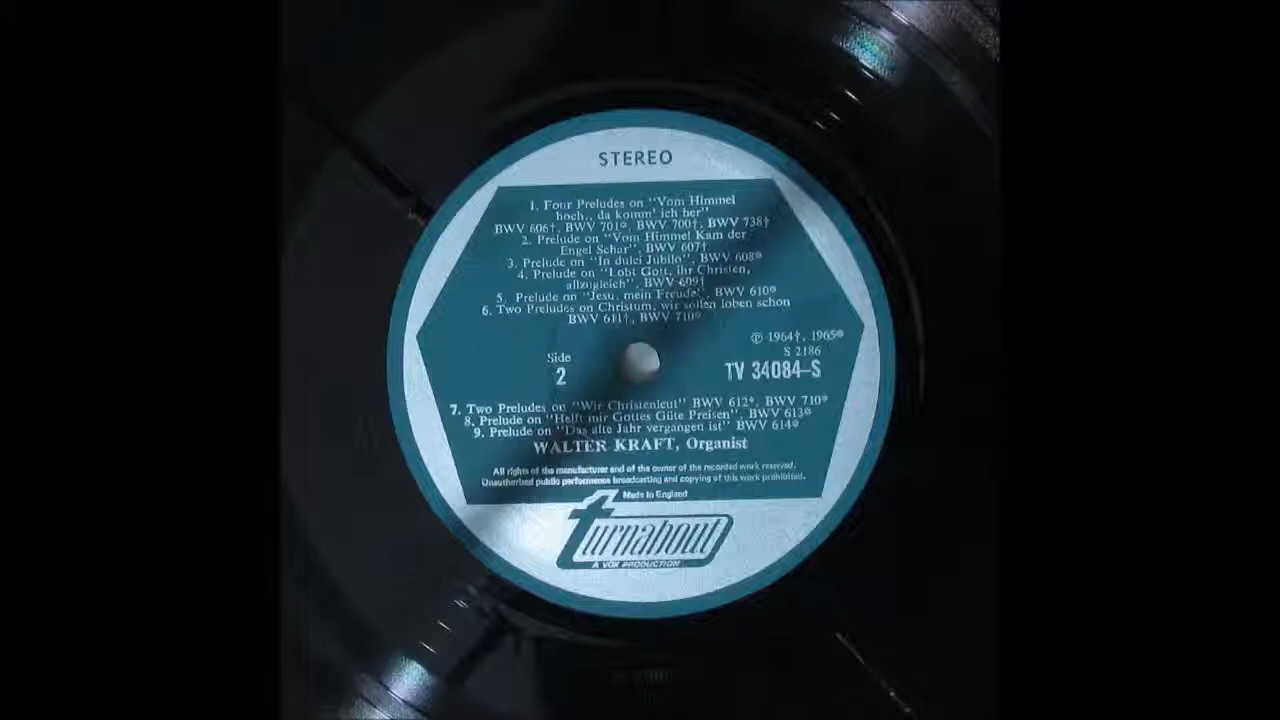 STEREO
1. Four Preludes on "Vom Himmel
hoch., da komm' ich her"
BWV 606†, BWV 701⊕, BWV 700†, BWV 738†
2. Prelude on "Vom Himmel Kam der
Engel Schar", BWV 607†
3. Prelude on "In dulci Jubilo", BWV 608⊕
4. Prelude on "Lobt Gott, ihr Christen,
allzugleich", BWV 609†
5. Prelude on "Jesu, mein Freude", BWV 610⊕
6. Two Preludes on Christum, wir sollen loben schon
BWV 611†, BWV 710⊕
℗ 1964†, 1965⊕
S 2186
Side
2
TV 34084-S
7. Two Preludes on "Wir Christenleut" BWV 612*, BWV 710⊕
8. Prelude on "Helft mir Gottes Güte Preisen", BWV 613⊕
9. Prelude on "Das alte Jahr vergangen ist" BWV 614⊕
WALTER KRAFT, Organist
All rights of the manufacturer and of the owner of the recorded work reserved.
Unauthorised public performance broadcasting and copying of this work prohibited.
Made in England
turnabout
A VOX PRODUCTION